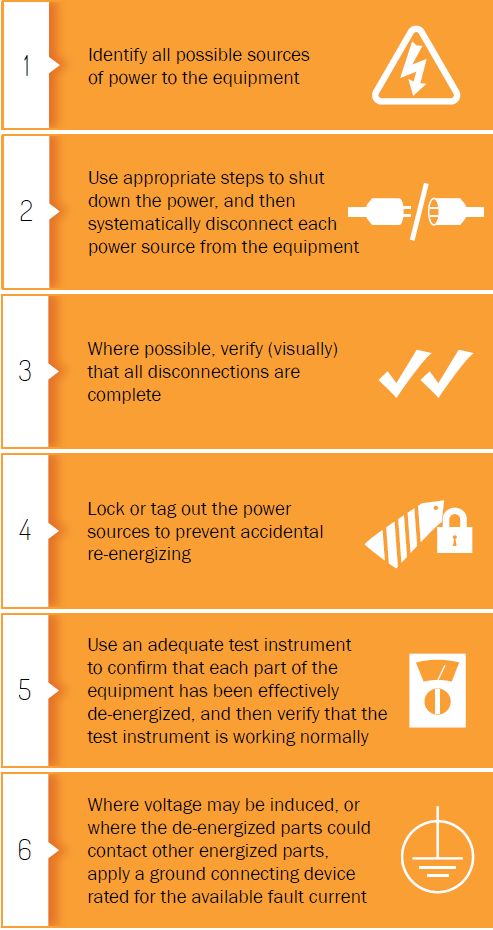 1
Identify all possible sources
of power to the equipment
2
Use appropriate steps to shut
down the power, and then
systematically disconnect each
power source from the equipment
3
Where possible, verify (visually)
that all disconnections are
complete
4
Lock or tag out the power
sources to prevent accidental
re-energizing
5
Use an adequate test instrument
to confirm that each part of the
equipment has been effectively
de-energized, and then verify that the
test instrument is working normally
6
Where voltage may be induced, or
where the de-energized parts could
contact other energized parts,
apply a ground connecting device
rated for the available fault current